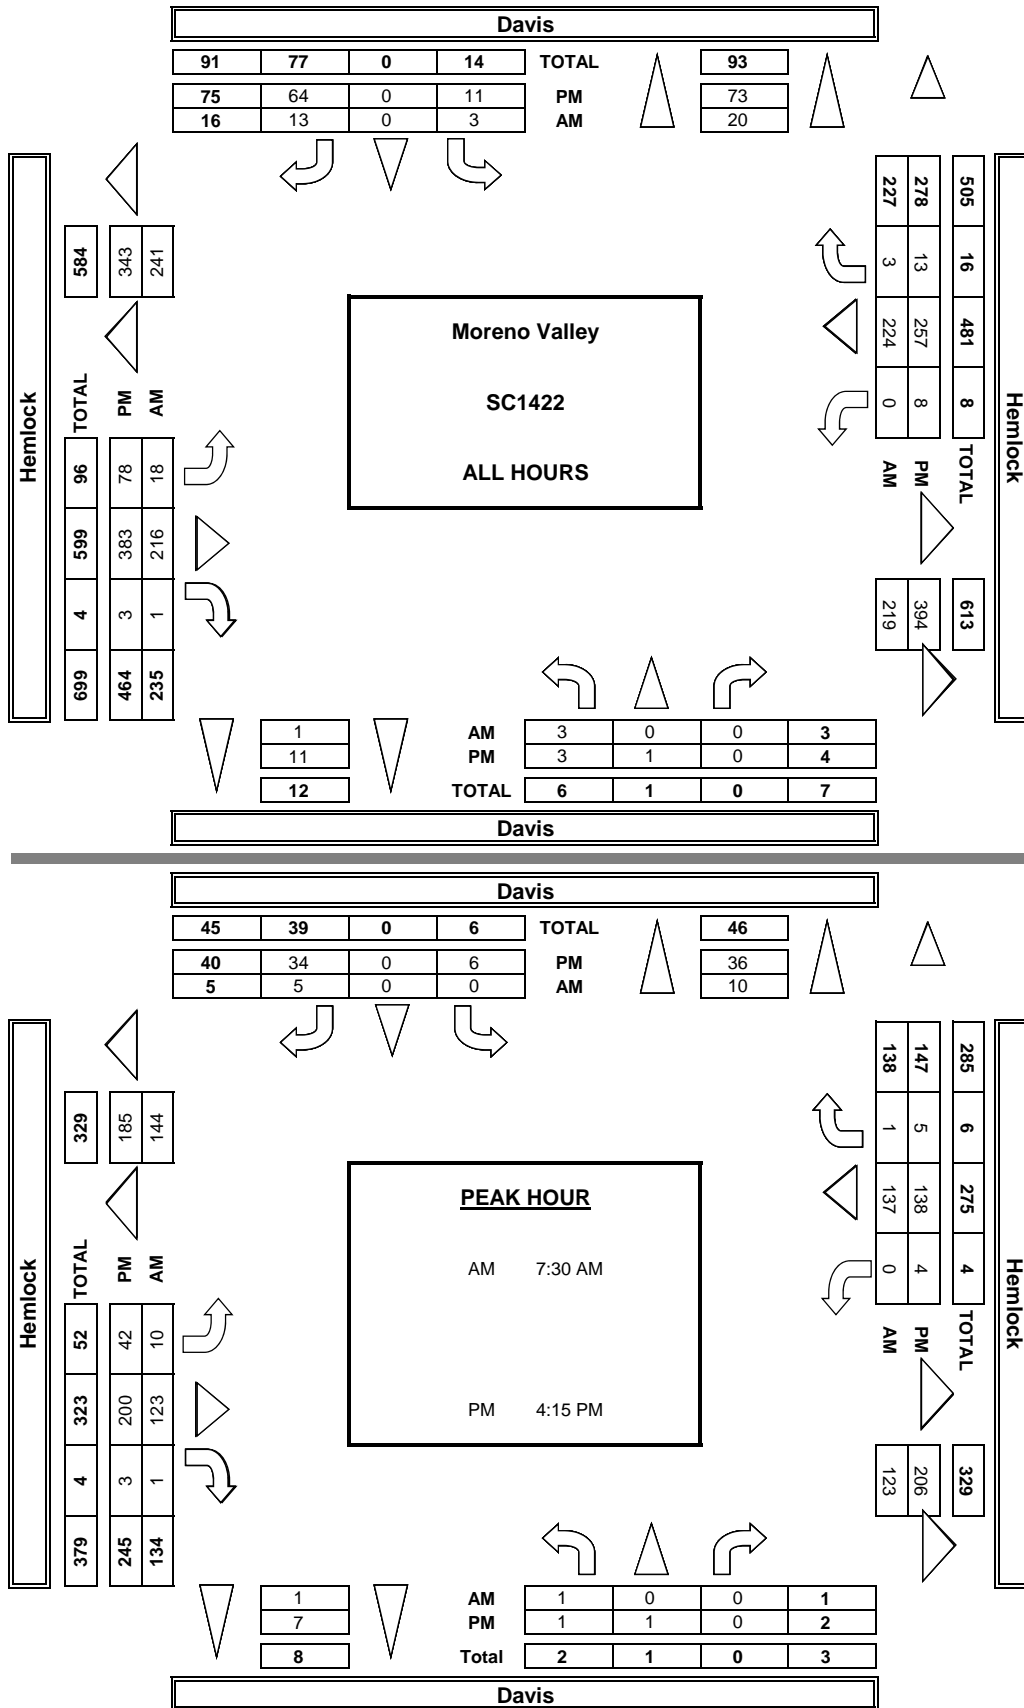 Davis
91 77 0 14 TOTAL 93
75 64 0 11 PM 73
16 13 0 3 AM 20
Hemlock
584
343
241
TOTAL
PM
AM
96 599 4 699
78 383 3 464
18 216 1 235
Moreno Valley
SC1422
ALL HOURS
505 16 481 8 TOTAL 613
278 13 257 8 PM 394
227 3 224 0 AM 219
Hemlock
1 AM 3 0 0 3
11 PM 3 1 0 4
12 TOTAL 6 1 0 7
Davis
Davis
45 39 0 6 TOTAL 46
40 34 0 6 PM 36
5 5 0 0 AM 10
Hemlock
329
185
144
TOTAL
PM
AM
52 323 4 379
42 200 3 245
10 123 1 134
PEAK HOUR
AM 7:30 AM
PM 4:15 PM
285 6 275 4 TOTAL 329
147 5 138 4 PM 206
138 1 137 0 AM 123
Hemlock
1 AM 1 0 0 1
7 PM 1 1 0 2
8 Total 2 1 0 3
Davis